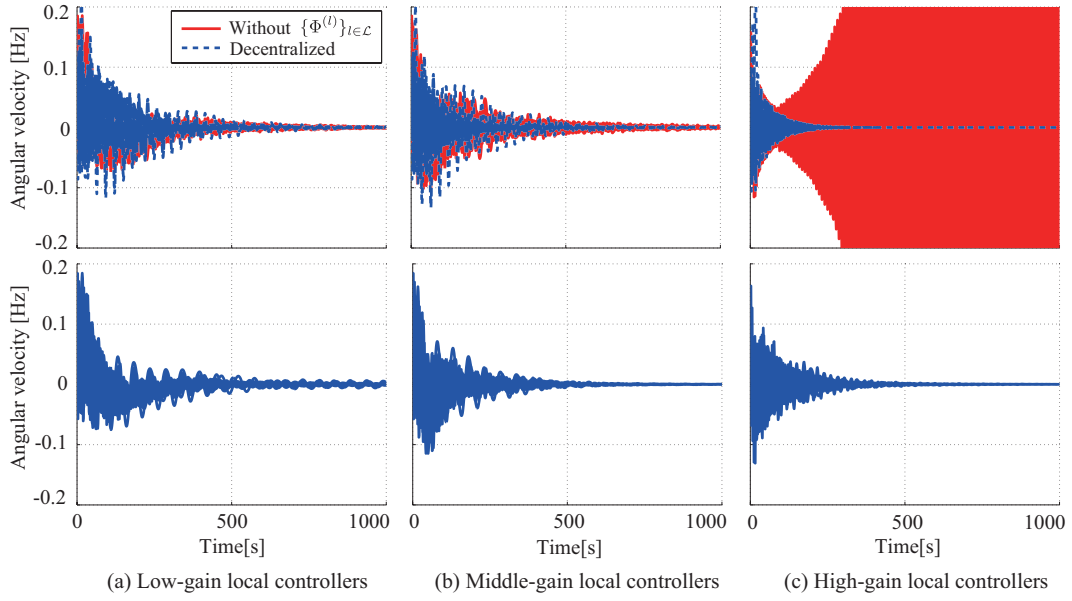 Without {Φ^(l)}_{l∈ℒ}
Decentralized
Angular velocity [Hz]
0.2
0.1
0
-0.1
-0.2
Angular velocity [Hz]
0.2
0.1
0
-0.1
-0.2
0 500 1000
0 500 1000
0 500 1000
Time[s] Time[s] Time[s]
(a) Low-gain local controllers
(b) Middle-gain local controllers
(c) High-gain local controllers